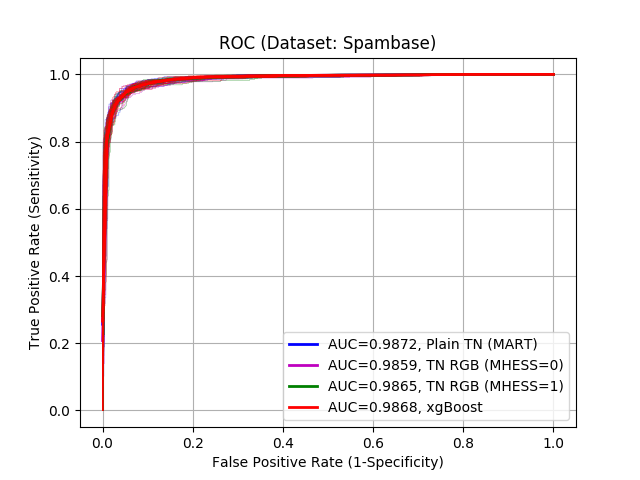 ROC (Dataset: Spambase)
1.0
0.8
0.6
0.4
0.2
0.0
True Positive Rate (Sensitivity)
AUC=0.9872, Plain TN (MART)
AUC=0.9859, TN RGB (MHESS=0)
AUC=0.9865, TN RGB (MHESS=1)
AUC=0.9868, xgBoost
0.0 0.2 0.4 0.6 0.8 1.0
False Positive Rate (1-Specificity)